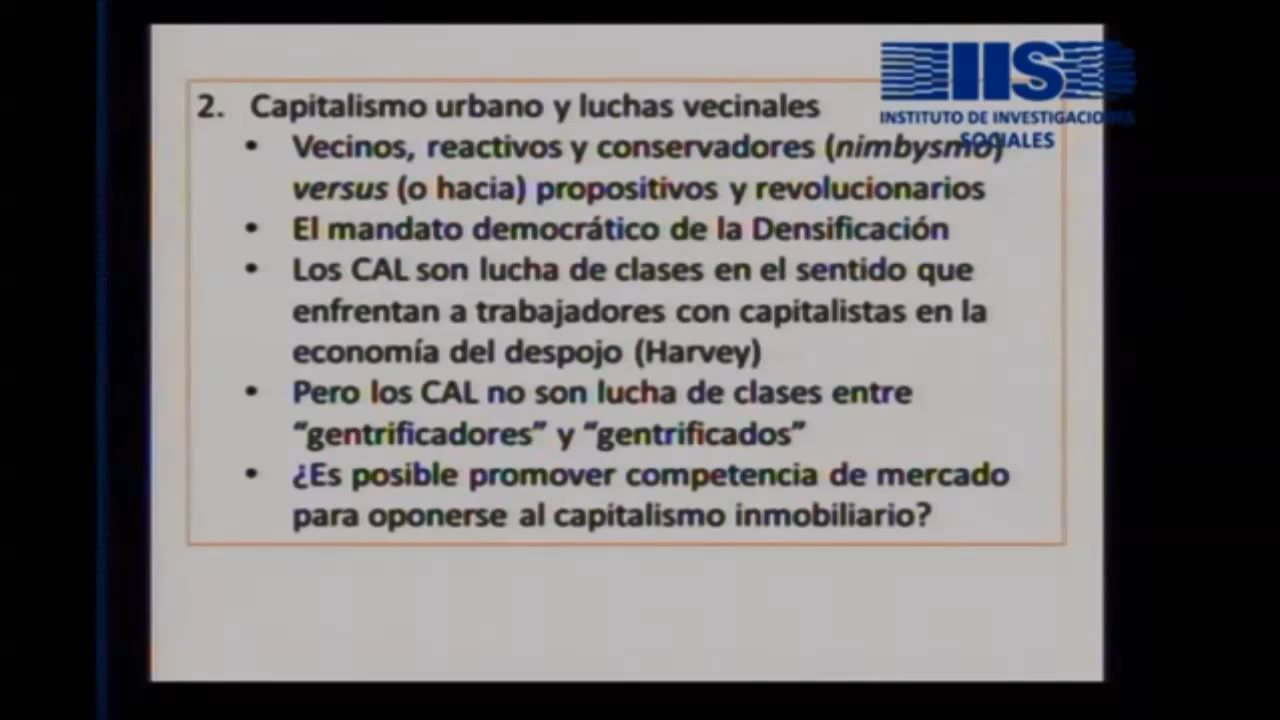 IIS
INSTITUTO DE INVESTIGACIONES
SOCIALES
2. Capitalismo urbano y luchas vecinales
• Vecinos, reactivos y conservadores (nimbysmo)
versus (o hacia) propositivos y revolucionarios
• El mandato democrático de la Densificación
• Los CAL son lucha de clases en el sentido que
enfrentan a trabajadores con capitalistas en la
economía del despojo (Harvey)
• Pero los CAL no son lucha de clases entre
“gentrificadores” y “gentrificados”
• ¿Es posible promover competencia de mercado
para oponerse al capitalismo inmobiliario?